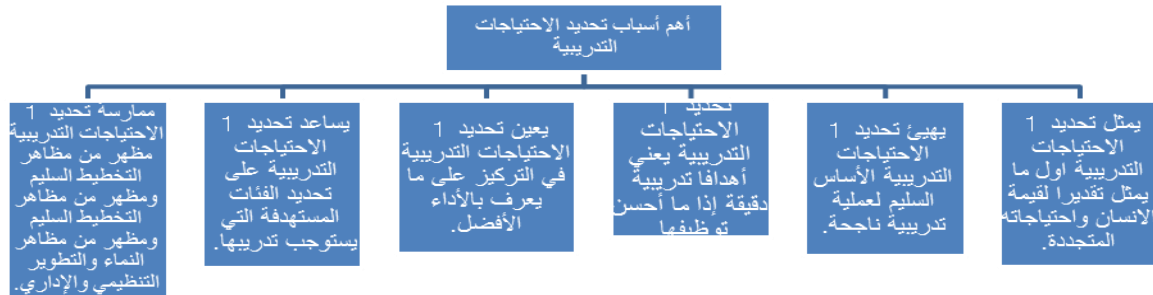 أهم أسباب تحديد الاحتياجات
التدريبية
يمثل تحديد 1
الاحتياجات
التدريبية اول ما
يمثل تقديرا لقيمة
الانسان واحتياجاته
المتجددة.
يهيئ تحديد 1
الاحتياجات
التدريبية الأساس
السليم لعملية
تدريبية ناجحة.
تحديد 1
الاحتياجات
التدريبية يعني
أهدافا تدريبية
دقيقة إذا ما أحسن
توظيفها
يعين تحديد 1
الاحتياجات التدريبية
في التركيز على ما
يعرف بالأداء
الأفضل.
يساعد تحديد 1
الاحتياجات
التدريبية على
تحديد الفئات
المستهدفة التي
يستوجب تدريبها.
ممارسة تحديد 1
الاحتياجات التدريبية
مظهر من مظاهر
التخطيط السليم
ومظهر من مظاهر
التخطيط السليم
ومظهر من مظاهر
النماء والتطوير
التنظيمي والإداري.